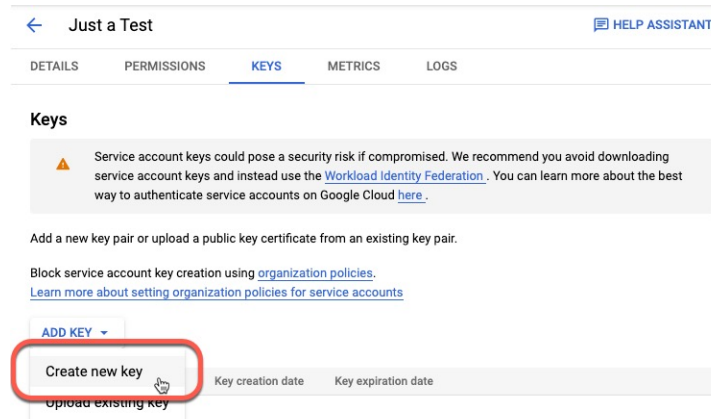 Just a Test
HELP ASSISTANT
DETAILS PERMISSIONS KEYS METRICS LOGS
Keys
Service account keys could pose a security risk if compromised. We recommend you avoid downloading
service account keys and instead use the Workload Identity Federation . You can learn more about the best
way to authenticate service accounts on Google Cloud here .
Add a new key pair or upload a public key certificate from an existing key pair.
Block service account key creation using organization policies.
Learn more about setting organization policies for service accounts
ADD KEY
Create new key
Key creation date Key expiration date
Upload existing key